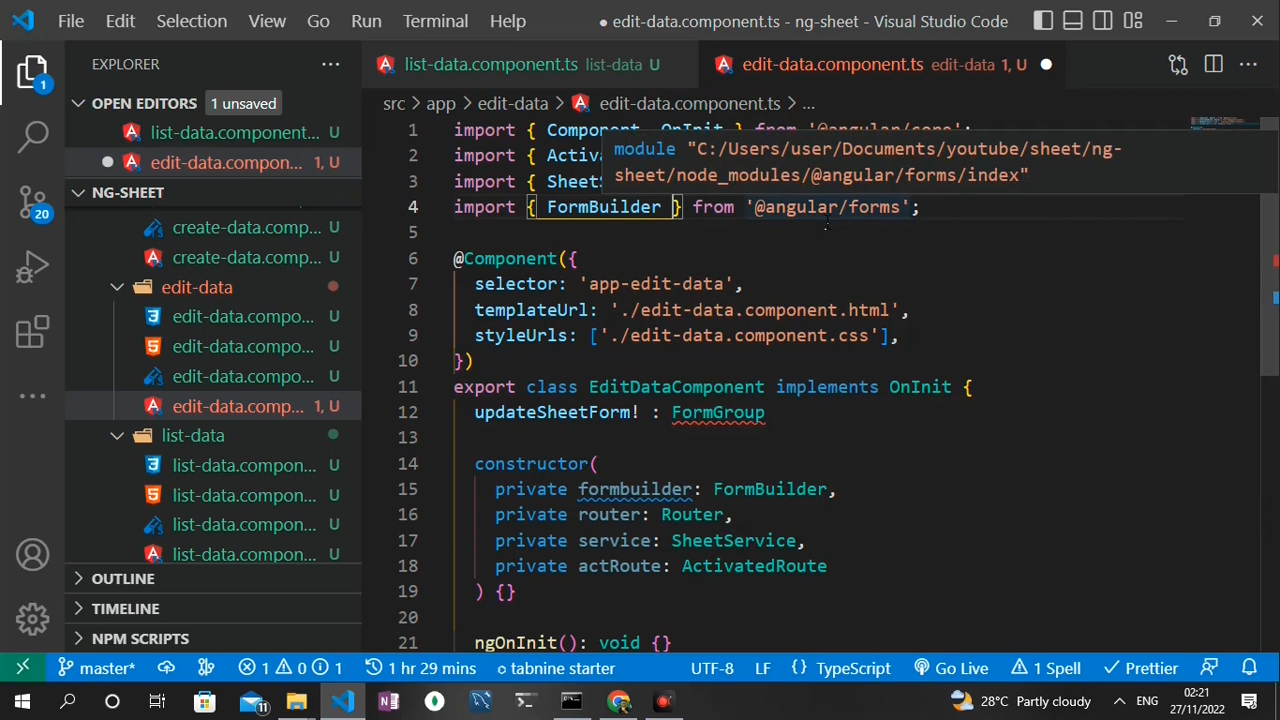 File Edit Selection View Go Run Terminal Help
● edit-data.component.ts - ng-sheet - Visual Studio Code
EXPLORER ...
OPEN EDITORS 1 unsaved
list-data.component... U
edit-data.compon... 1, U
NG-SHEET
create-data.comp... U
create-data.comp... U
edit-data
edit-data.compo... U
edit-data.compo... U
edit-data.compo... U
edit-data.comp... 1, U
list-data
list-data.compon... U
list-data.compon... U
list-data.compon... U
list-data.compon... U
OUTLINE
TIMELINE
NPM SCRIPTS
1
20
list-data.component.ts list-data U
edit-data.component.ts edit-data 1, U
src > app > edit-data > edit-data.component.ts > ...
1 import { Component, OnInit } from '@angular/core';
2 import { Activa
3 import { SheetS
module "C:/Users/user/Documents/youtube/sheet/ng-
sheet/node_modules/@angular/forms/index"
4 import { FormBuilder } from '@angular/forms';
5
6 @Component({
7 selector: 'app-edit-data',
8 templateUrl: './edit-data.component.html',
9 styleUrls: ['./edit-data.component.css'],
10 })
11 export class EditDataComponent implements OnInit {
12 updateSheetForm! : FormGroup
13
14 constructor(
15 private formbuilder: FormBuilder,
16 private router: Router,
17 private service: SheetService,
18 private actRoute: ActivatedRoute
19 ) {}
20
21 ngOnInit(): void {}
master* 1 0 1 1 hr 29 mins tabnine starter UTF-8 LF {} TypeScript Go Live 1 Spell Prettier
11 28°C Partly cloudy ENG 02:21
27/11/2022